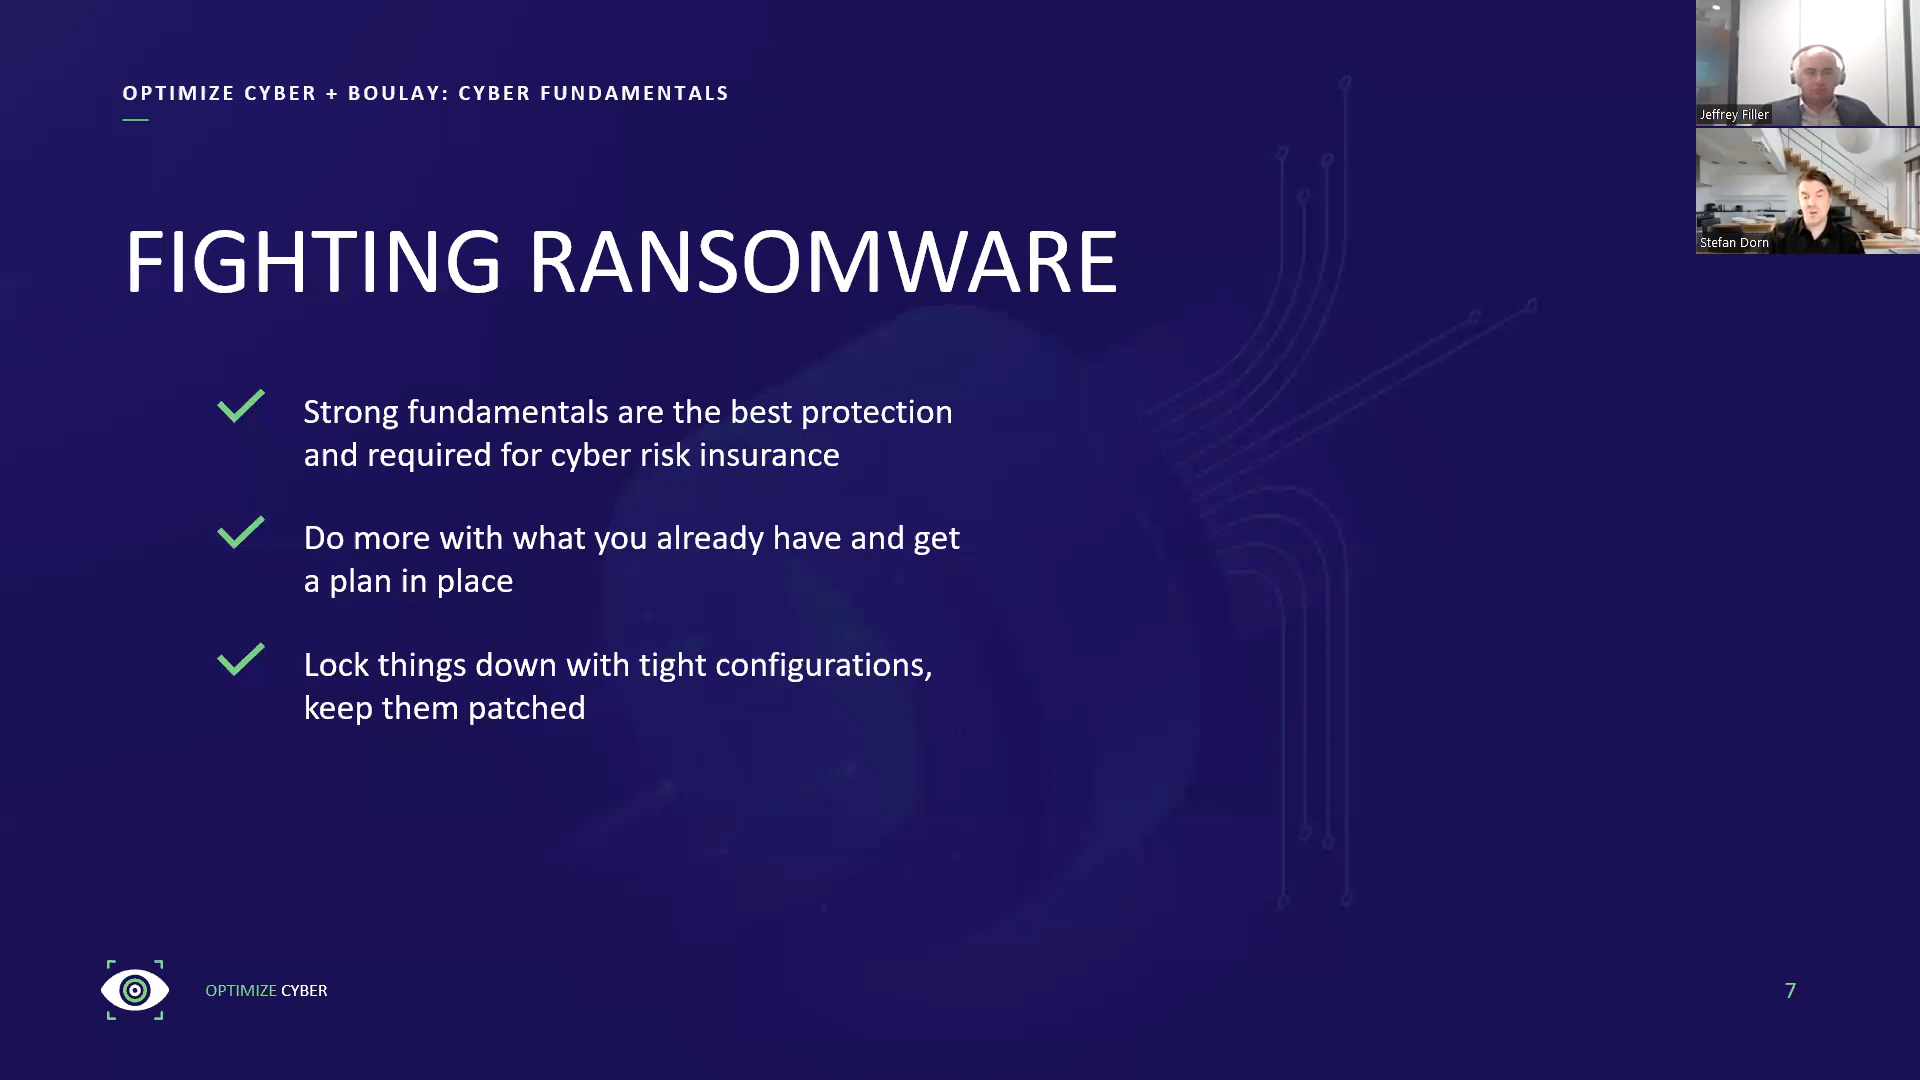 OPTIMIZE CYBER + BOULAY: CYBER FUNDAMENTALS
Jeffrey Filler
Stefan Dorn
FIGHTING RANSOMWARE
Strong fundamentals are the best protection
and required for cyber risk insurance
Do more with what you already have and get
a plan in place
Lock things down with tight configurations,
keep them patched
OPTIMIZE CYBER
7